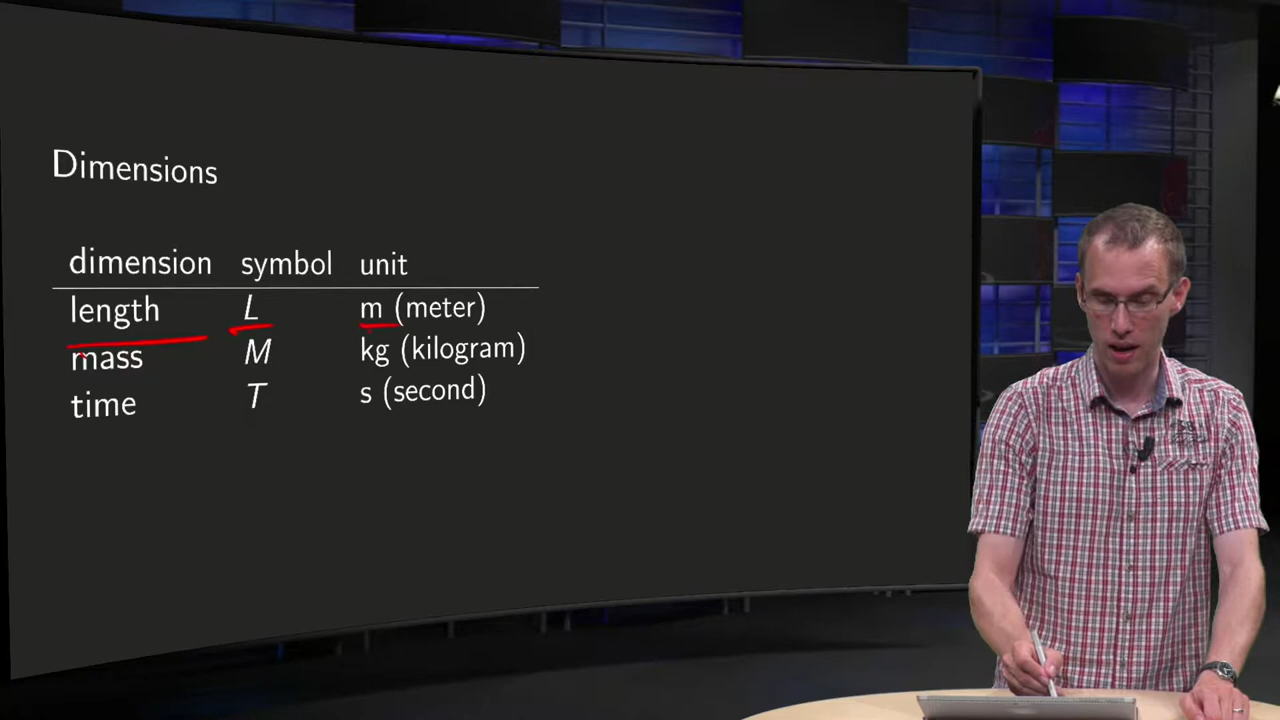 Dimensions
dimension symbol unit
length L m (meter)
mass M kg (kilogram)
time T s (second)